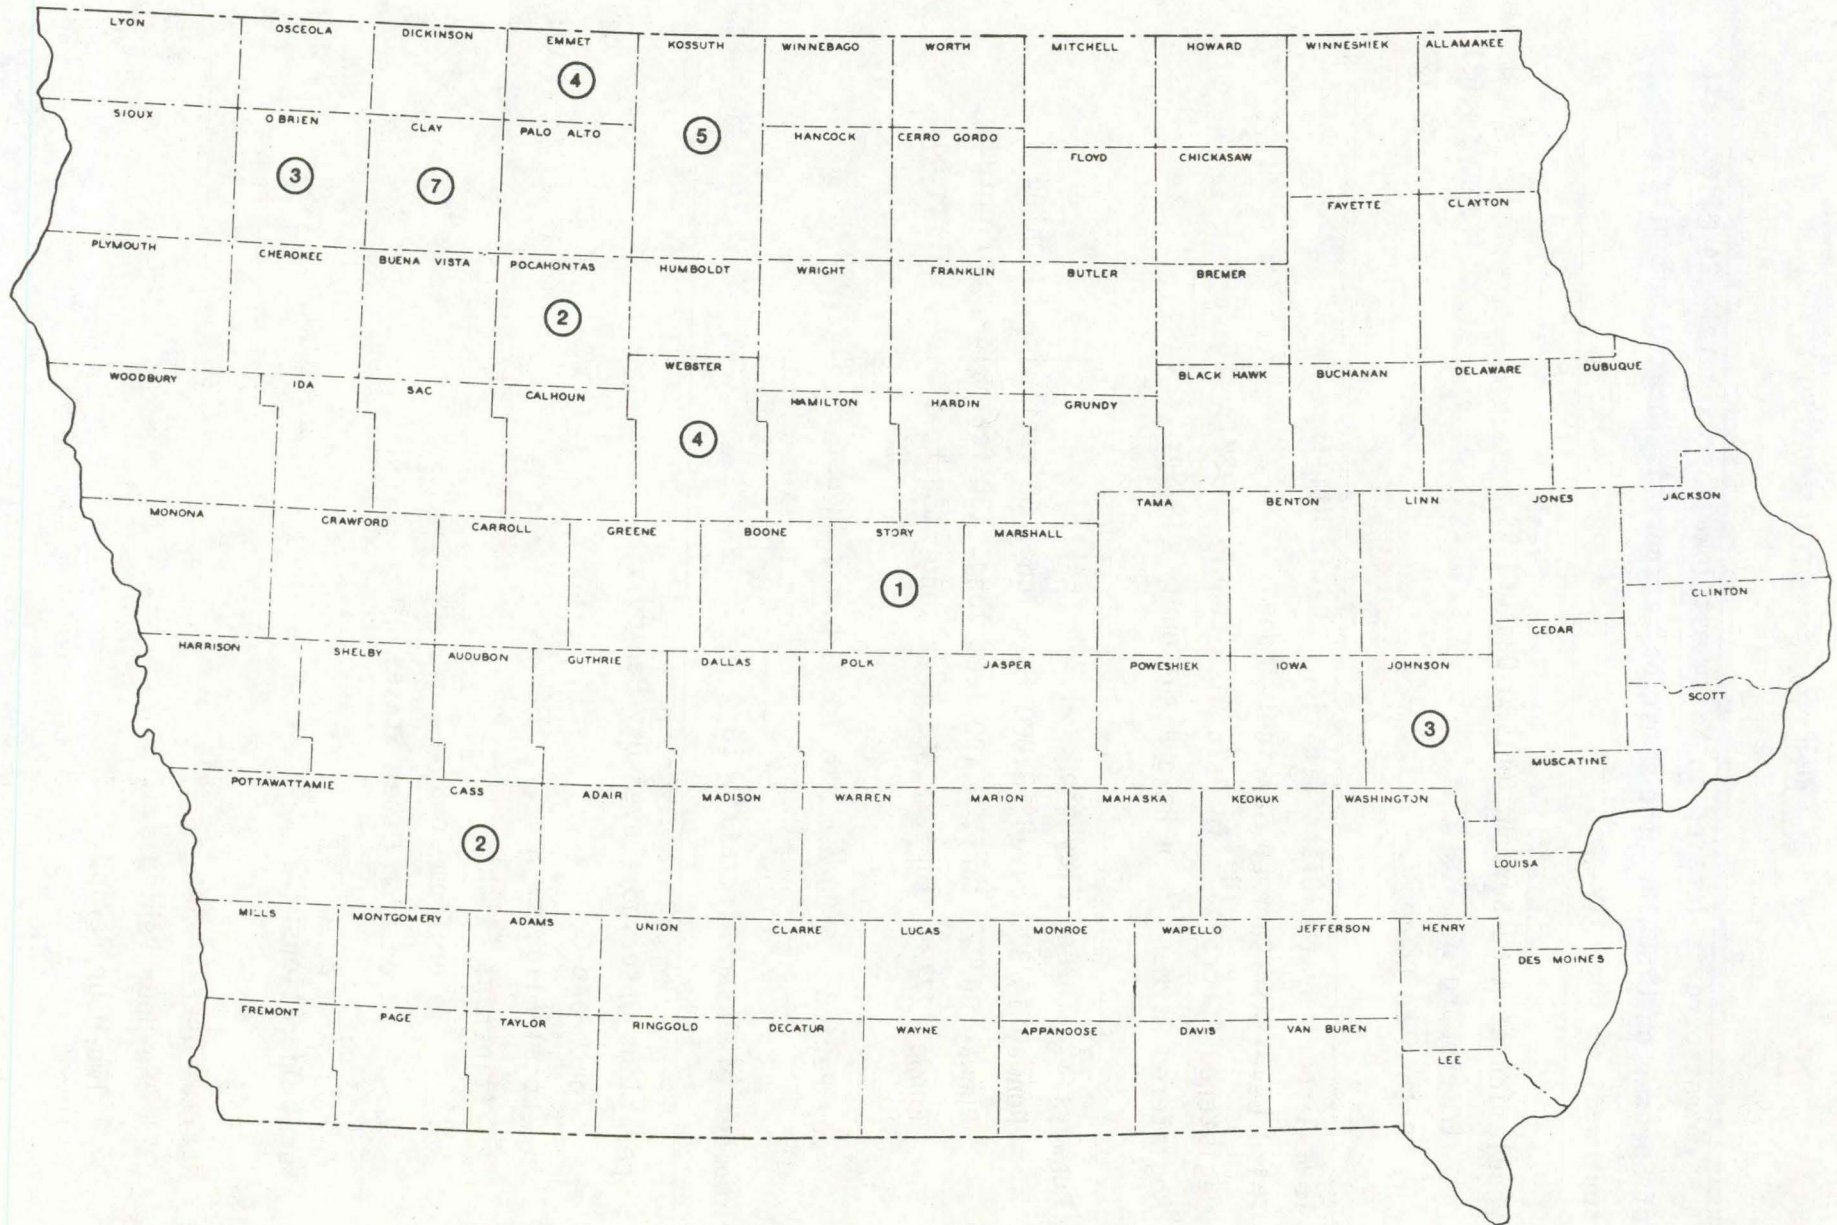 LYON OSCEOLA DICKINSON EMMET KOSSUTH WINNEBAGO WORTH MITCHELL HOWARD WINNESHIEK ALLAMAKEE
4
SIOUX O BRIEN CLAY PALO ALTO 5 HANCOCK CERRO GORDO FLOYD CHICKASAW
3 7
FAYETTE CLAYTON
PLYMOUTH CHEROKEE BUENA VISTA POCAHONTAS HUMBOLDT WRIGHT FRANKLIN BUTLER BREMER
2
WOODBURY IDA SAC CALHOUN WEBSTER HAMILTON HARDIN GRUNDY BLACK HAWK BUCHANAN DELAWARE DUBUQUE
4
MONONA CRAWFORD CARROLL GREENE BOONE STORY MARSHALL TAMA BENTON LINN JONES JACKSON
1
CLINTON
CEDAR
HARRISON SHELBY AUDUBON GUTHRIE DALLAS POLK JASPER POWESHIEK IOWA JOHNSON
SCOTT
3
MUSCATINE
POTTAWATTAMIE CASS ADAIR MADISON WARREN MARION MAHASKA KEOKUK WASHINGTON
2
LOUISA
MILLS MONTGOMERY ADAMS UNION CLARKE LUCAS MONROE WAPELLO JEFFERSON HENRY
DES MOINES
FREMONT PAGE TAYLOR RINGGOLD DECATUR WAYNE APPANOOSE DAVIS VAN BUREN
LEE